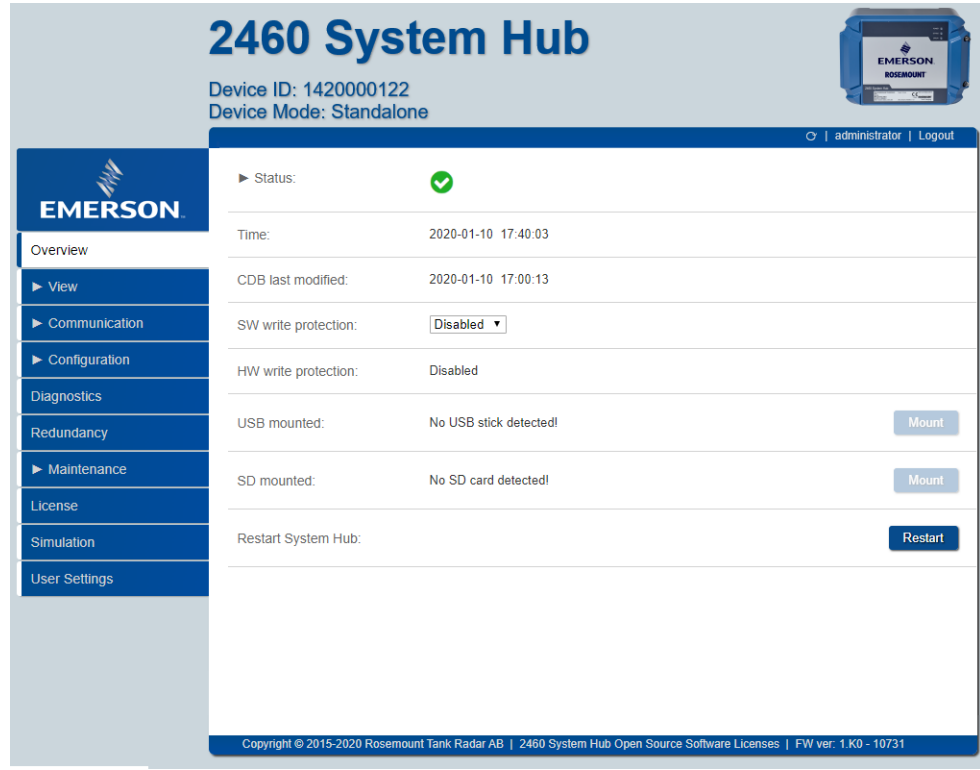 2460 System Hub
Device ID: 1420000122
Device Mode: Standalone
EMERSON
ROSEMOUNT
| administrator | Logout
EMERSON.
Overview
► View
► Communication
► Configuration
Diagnostics
Redundancy
► Maintenance
License
Simulation
User Settings
► Status:
Time: 2020-01-10 17:40:03
CDB last modified: 2020-01-10 17:00:13
SW write protection: Disabled ▼
HW write protection: Disabled
USB mounted: No USB stick detected! Mount
SD mounted: No SD card detected! Mount
Restart System Hub: Restart
Copyright © 2015-2020 Rosemount Tank Radar AB | 2460 System Hub Open Source Software Licenses | FW ver: 1.K0 - 10731